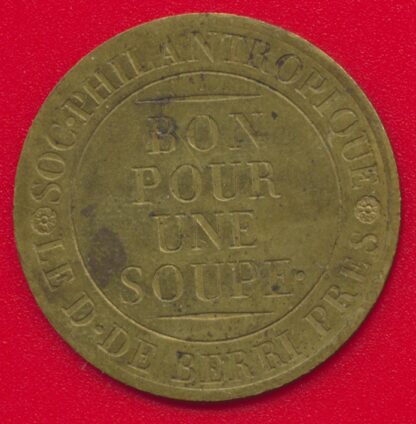 SOC·PHILANTROPIQUE
BON
POUR
UNE
SOUPE·
LE D·DE BERRI PRES